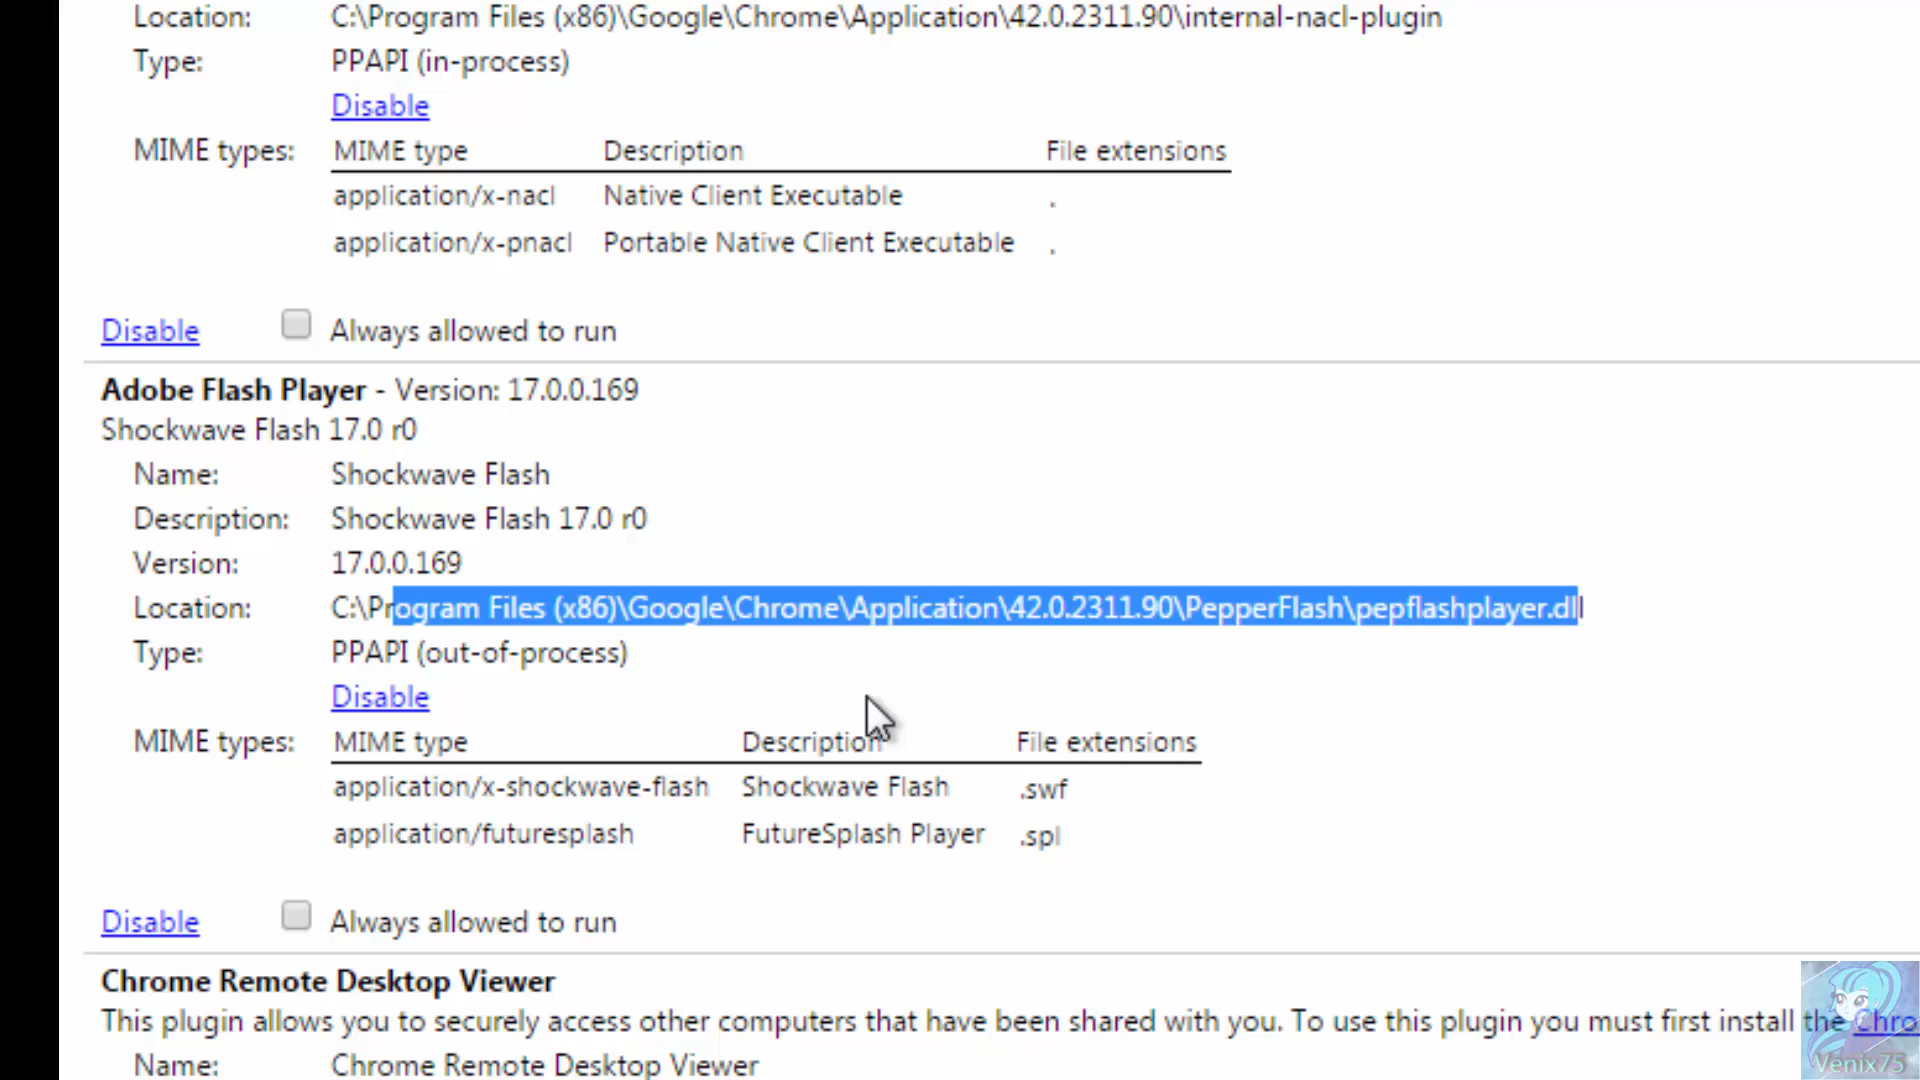 Location: C:\Program Files (x86)\Google\Chrome\Application\42.0.2311.90\internal-nacl-plugin
Type: PPAPI (in-process)
Disable
MIME types: MIME type Description File extensions
application/x-nacl Native Client Executable .
application/x-pnacl Portable Native Client Executable .
Disable Always allowed to run
Adobe Flash Player - Version: 17.0.0.169
Shockwave Flash 17.0 r0
Name: Shockwave Flash
Description: Shockwave Flash 17.0 r0
Version: 17.0.0.169
Location: C:\Program Files (x86)\Google\Chrome\Application\42.0.2311.90\PepperFlash\pepflashplayer.dll
Type: PPAPI (out-of-process)
Disable
MIME types: MIME type Description File extensions
application/x-shockwave-flash Shockwave Flash .swf
application/futuresplash FutureSplash Player .spl
Disable Always allowed to run
Chrome Remote Desktop Viewer
This plugin allows you to securely access other computers that have been shared with you. To use this plugin you must first install the Chro
Name: Chrome Remote Desktop Viewer
Venix75